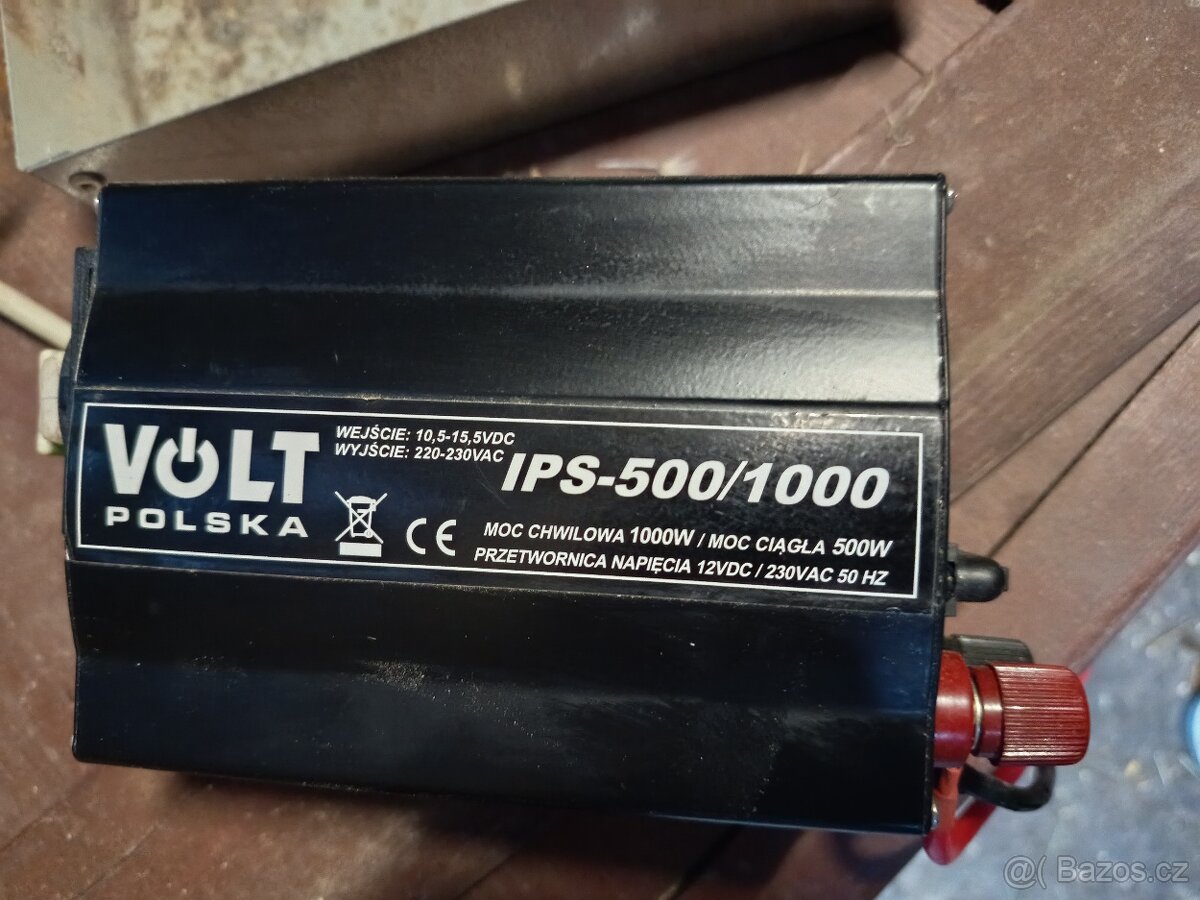 VOLT
POLSKA
WEJŚCIE: 10,5-15,5VDC
WYJŚCIE: 220-230VAC
IPS-500/1000
CE
MOC CHWILOWA 1000W / MOC CIĄGŁA 500W
PRZETWORNICA NAPIĘCIA 12VDC / 230VAC 50 HZ
Bazos.cz